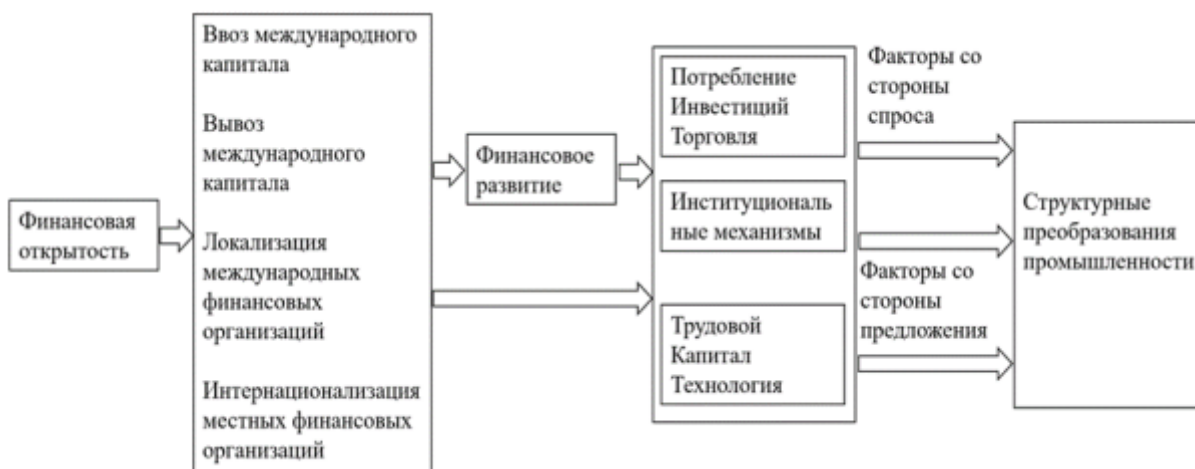 Финансовая
открытость
Ввоз международного
капитала
Вывоз
международного
капитала
Локализация
международных
финансовых
организаций
Интернационализация
местных финансовых
организаций
Финансовое
развитие
Потребление
Инвестиций
Торговля
Институциональ
ные механизмы
Трудовой
Капитал
Технология
Факторы со
стороны
спроса
Факторы со
стороны
предложения
Структурные
преобразования
промышленности